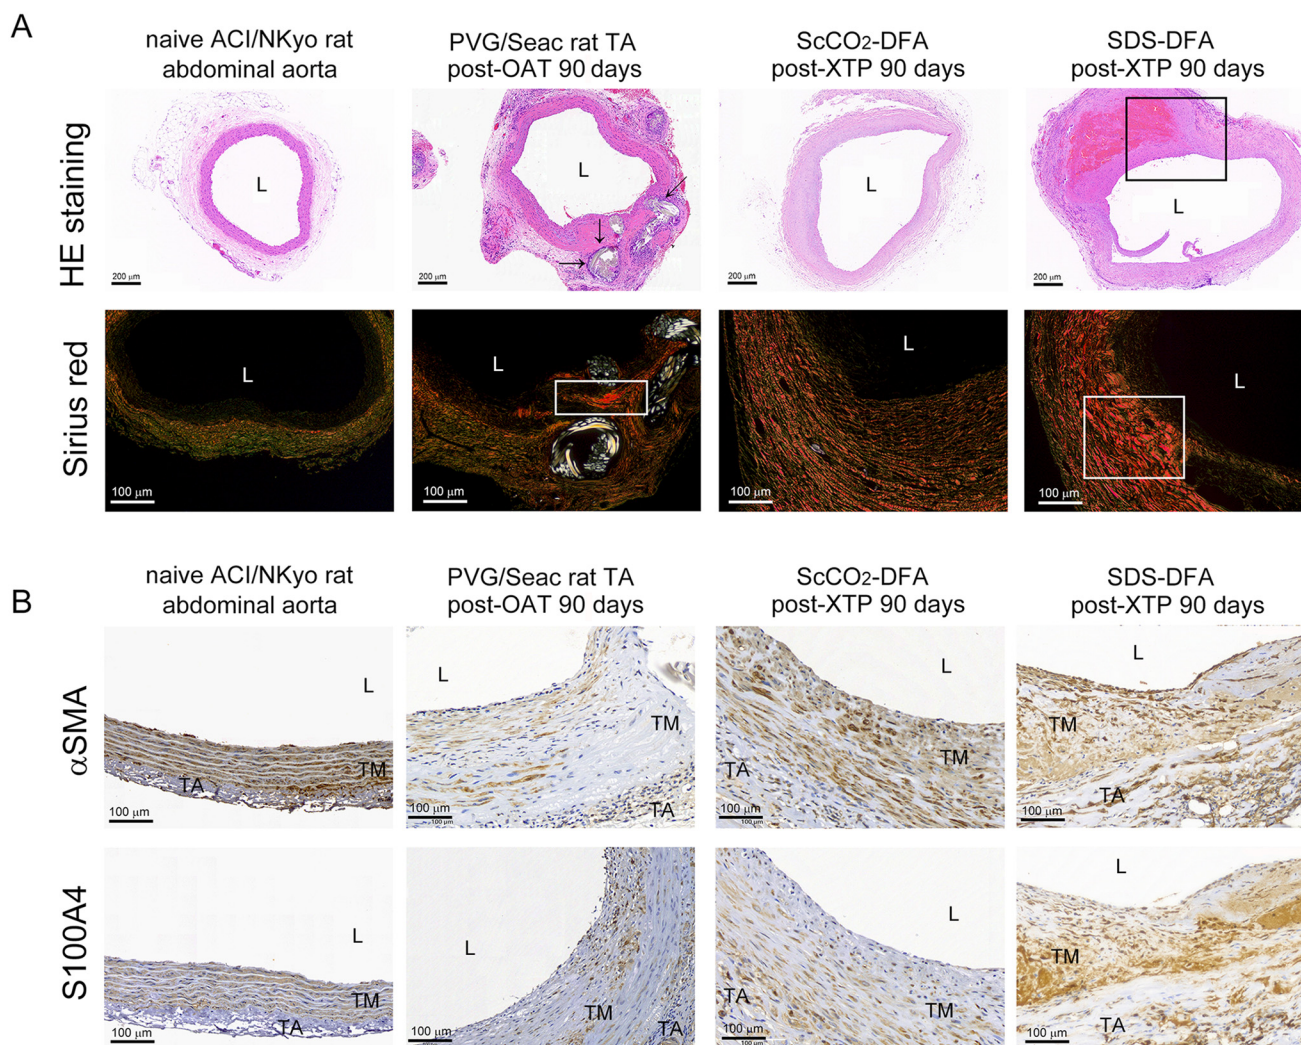 A
naive ACI/NKyo rat
abdominal aorta
PVG/Seac rat TA
post-OAT 90 days
ScCO2-DFA
post-XTP 90 days
SDS-DFA
post-XTP 90 days
HE staining
L
L
L
L
200 μm
200 μm
200 μm
200 μm
Sirius red
L
L
L
L
100 μm
100 μm
100 μm
100 μm
B
naive ACI/NKyo rat
abdominal aorta
PVG/Seac rat TA
post-OAT 90 days
ScCO2-DFA
post-XTP 90 days
SDS-DFA
post-XTP 90 days
αSMA
L
TA
TM
100 μm
L
TM
TA
100 μm
100 μm
L
TA
TM
100 μm
L
TM
TA
100 μm
S100A4
L
TM
TA
100 μm
L
TM
TA
100 μm
100 μm
L
TA
TM
100 μm
L
TM
TA
100 μm